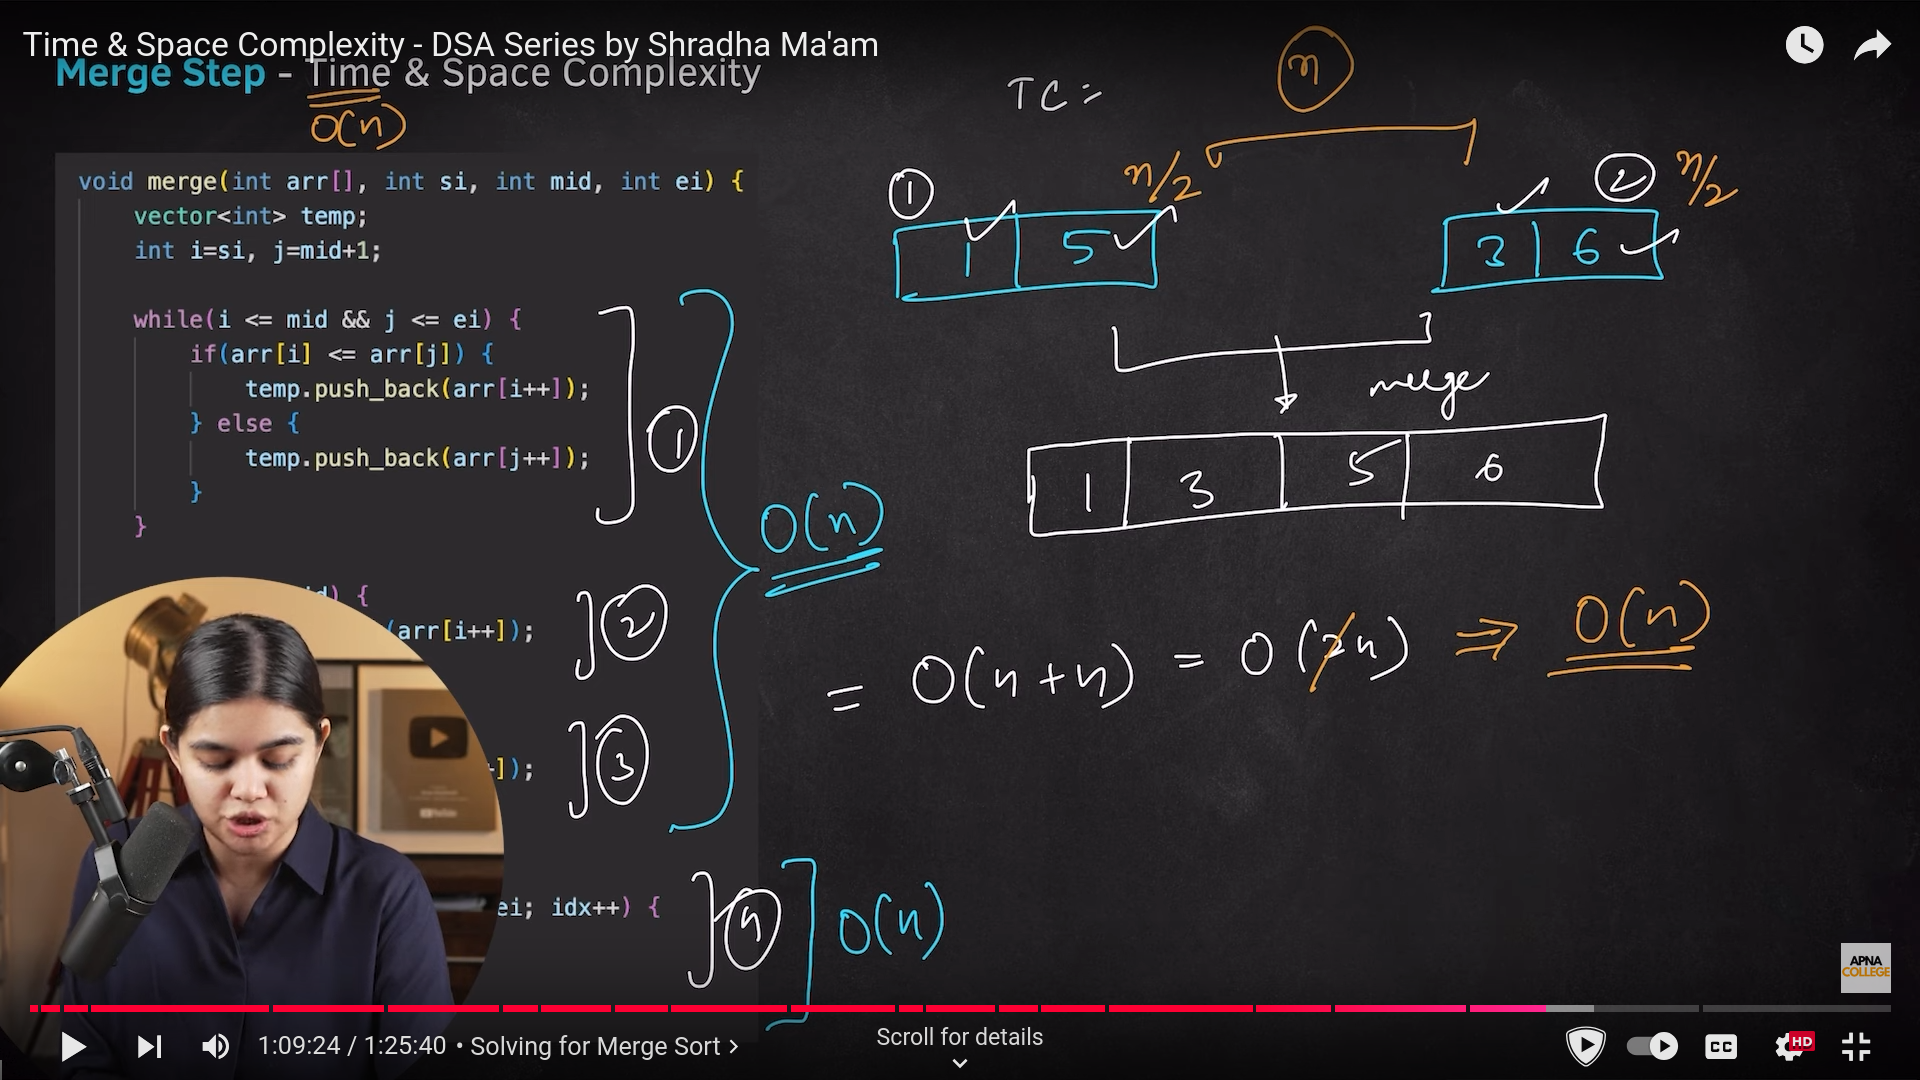 Time & Space Complexity - DSA Series by Shradha Ma'am
Merge Step - Time & Space Complexity
O(n)
void merge(int arr[], int si, int mid, int ei) {
vector<int> temp;
int i=si, j=mid+1;
while(i <= mid && j <= ei) {
if(arr[i] <= arr[j]) {
temp.push_back(arr[i++]);
} else {
temp.push_back(arr[j++]);
}
}
1
) {
(arr[i++]);
2
]);
3
O(n)
ei; idx++) {
4
O(n)
TC =
n
1
n/2
2
n/2
1 5
3 6
merge
1 3 5 6
= O(n+n) = O(2n) ⇒ O(n)
APNA
COLLEGE
1:09:24 / 1:25:40 • Solving for Merge Sort >
Scroll for details
CC
HD